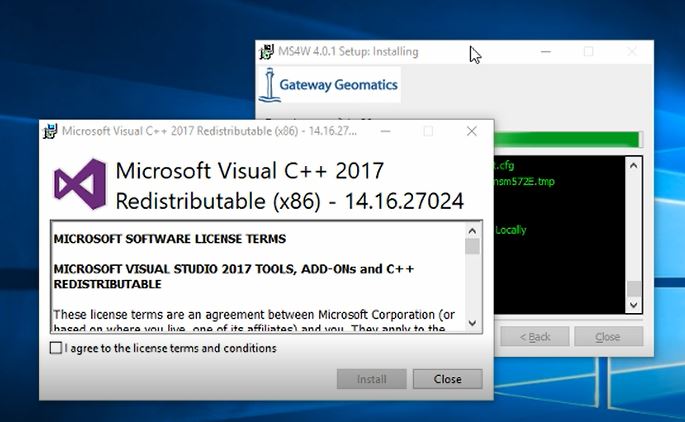 MS4W 4.0.1 Setup: Installing
Gateway Geomatics
t.cfg
nsm572E.tmp
Locally
< Back
Close
Microsoft Visual C++ 2017 Redistributable (x86) - 14.16.27...
Microsoft Visual C++ 2017
Redistributable (x86) - 14.16.27024
MICROSOFT SOFTWARE LICENSE TERMS
MICROSOFT VISUAL STUDIO 2017 TOOLS, ADD-ONs and C++
REDISTRIBUTABLE
These license terms are an agreement between Microsoft Corporation (or
based on where you live, one of its affiliates) and you. They apply to the
I agree to the license terms and conditions
Install
Close